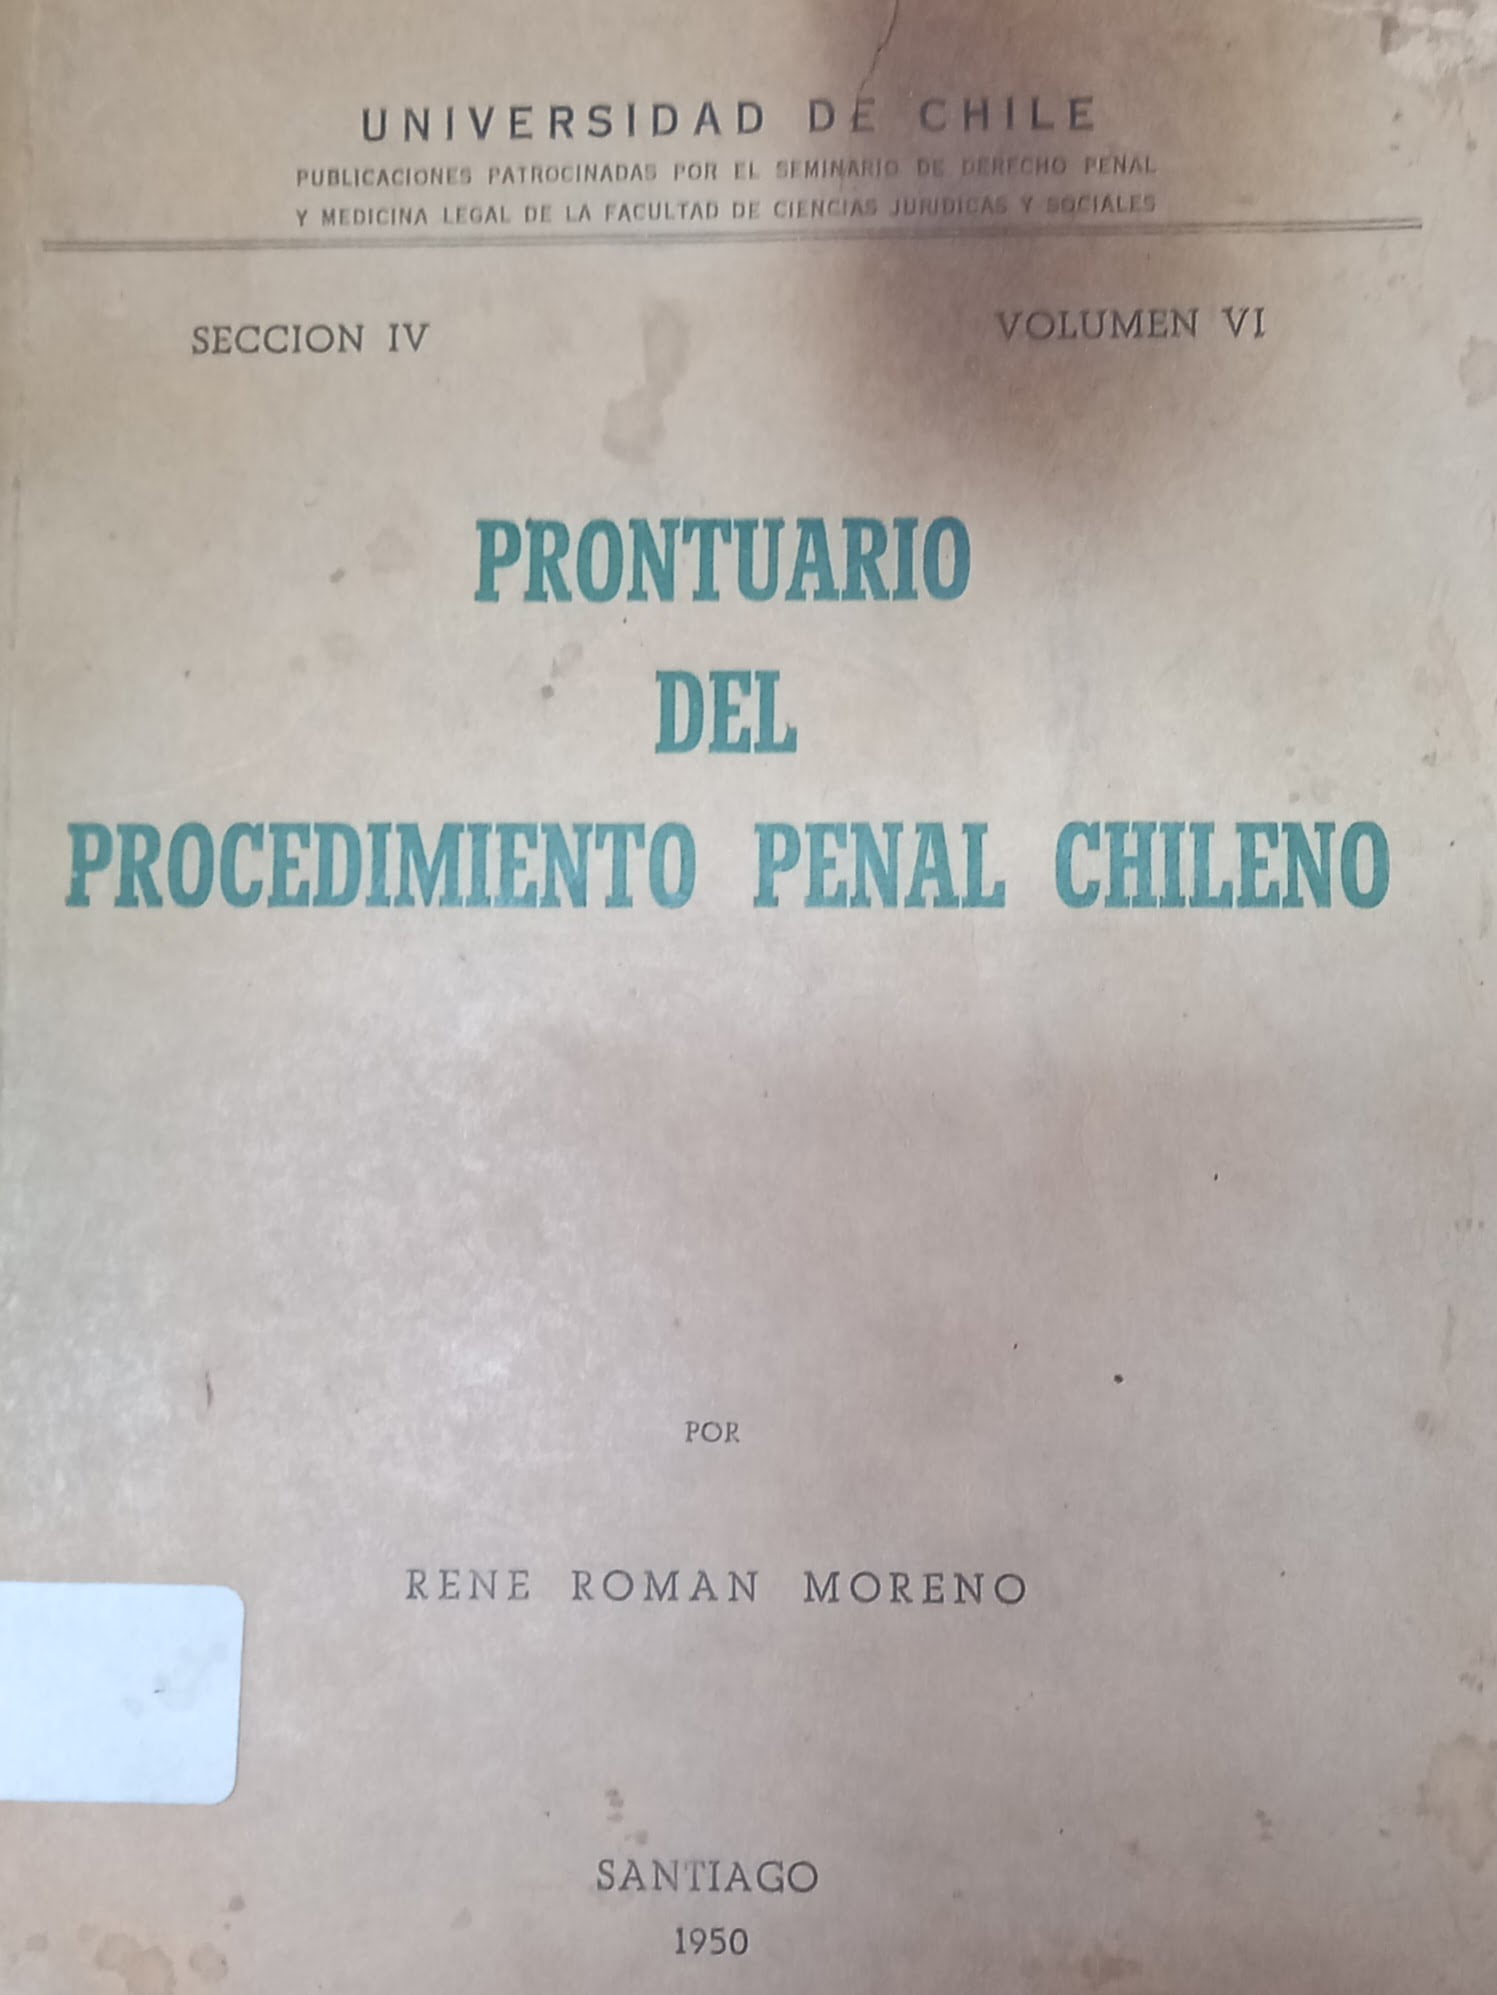 UNIVERSIDAD DE CHILE
PUBLICACIONES PATROCINADAS POR EL SEMINARIO DE DERECHO PENAL
Y MEDICINA LEGAL DE LA FACULTAD DE CIENCIAS JURIDICAS Y SOCIALES
SECCION IV VOLUMEN VI
PRONTUARIO
DEL
PROCEDIMIENTO PENAL CHILENO
POR
RENE ROMAN MORENO
SANTIAGO
1950